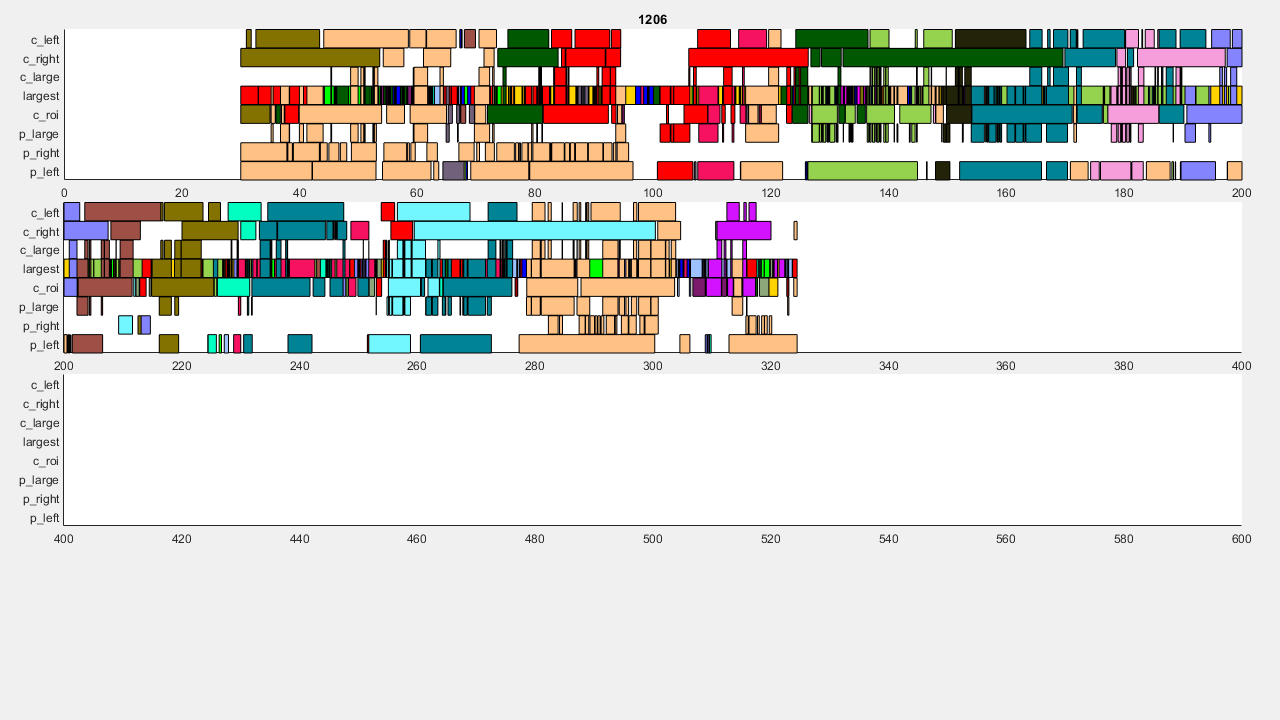 1206
c_left
c_right
c_large
largest
c_roi
p_large
p_right
p_left
0 20 40 60 80 100 120 140 160 180 200
c_left
c_right
c_large
largest
c_roi
p_large
p_right
p_left
200 220 240 260 280 300 320 340 360 380 400
c_left
c_right
c_large
largest
c_roi
p_large
p_right
p_left
400 420 440 460 480 500 520 540 560 580 600